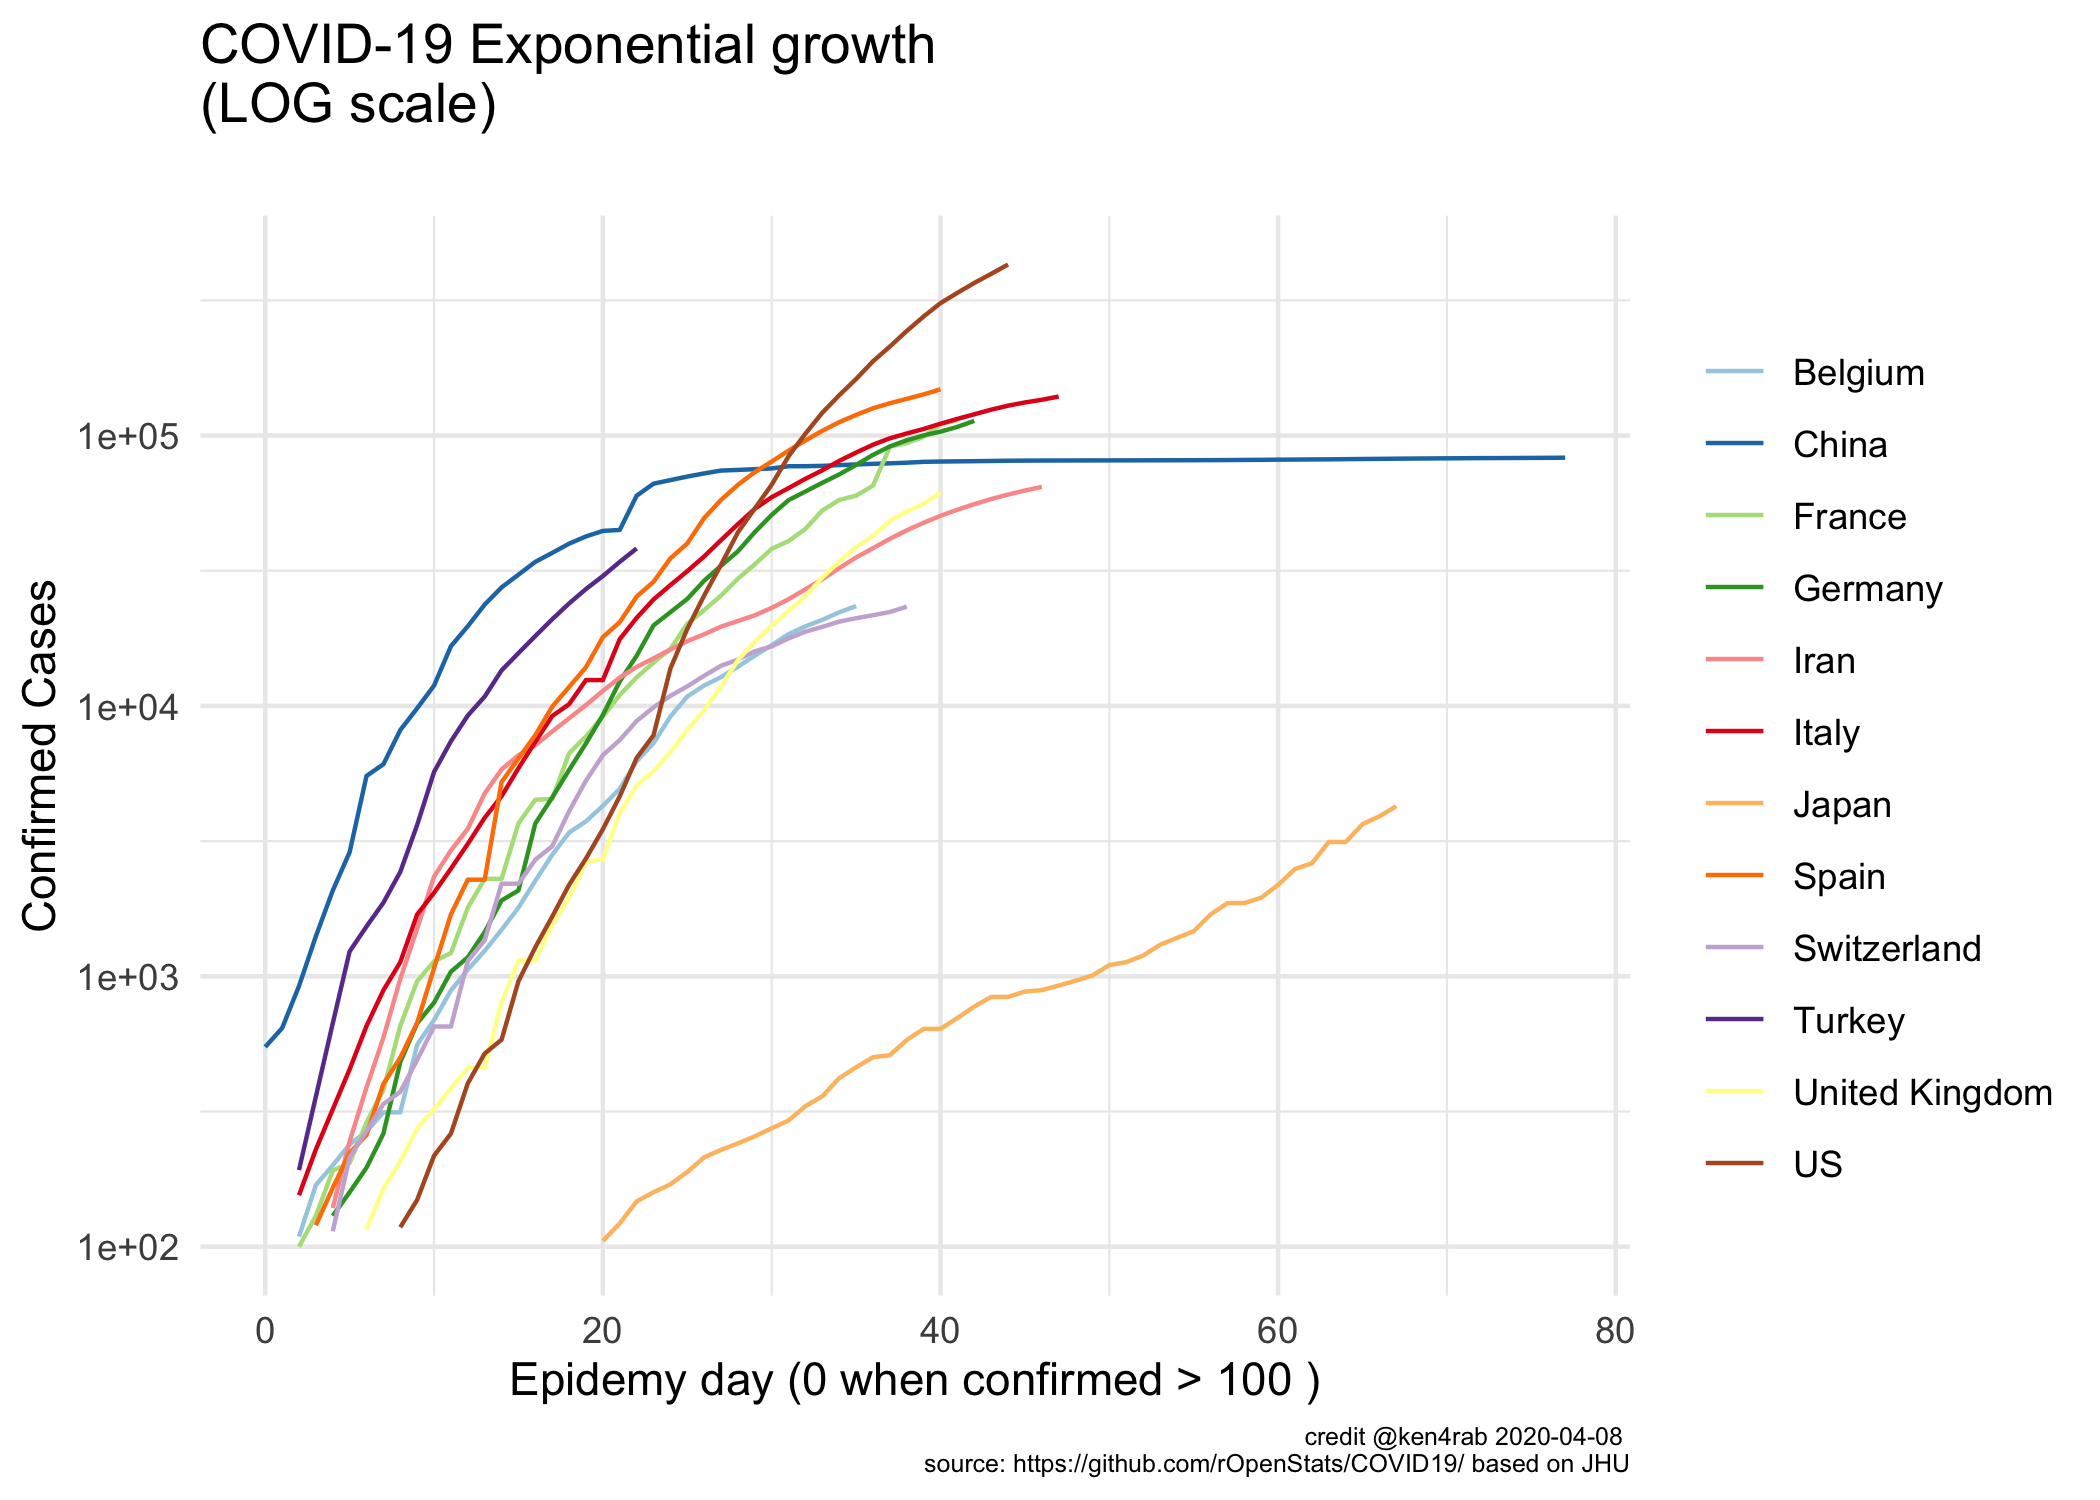 COVID-19 Exponential growth
(LOG scale)
Confirmed Cases
1e+05
1e+04
1e+03
1e+02
0 20 40 60 80
Epidemy day (0 when confirmed > 100 )
Belgium
China
France
Germany
Iran
Italy
Japan
Spain
Switzerland
Turkey
United Kingdom
US
credit @ken4rab 2020-04-08
source: https://github.com/rOpenStats/COVID19/ based on JHU